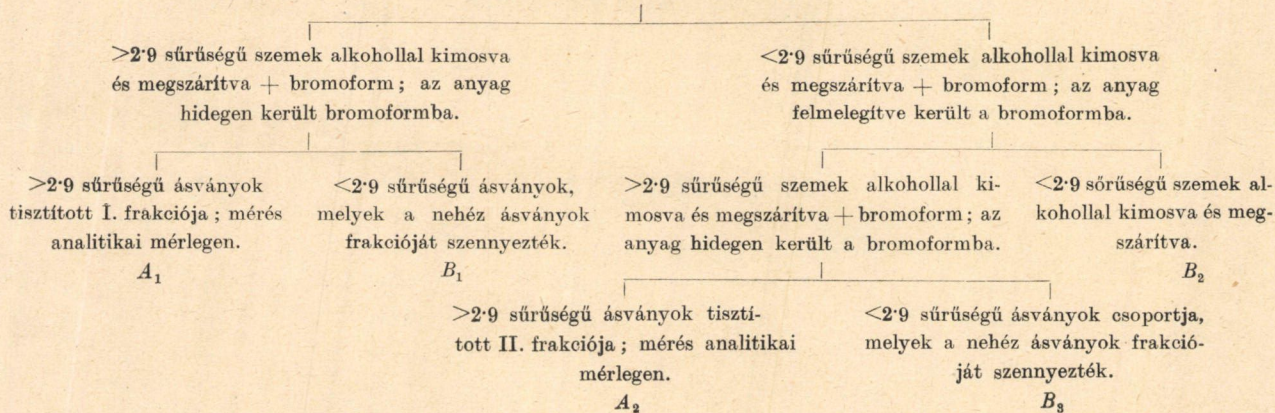 >2·9 sűrűségű szemek alkohollal kimosva
és megszárítva + bromoform; az anyag
hidegen került bromoformba.
<2·9 sűrűségű szemek alkohollal kimosva
és megszárítva + bromoform; az anyag
felmelegítve került a bromoformba.
>2·9 sűrűségű ásványok
tisztított I. frakciója; mérés
analitikai mérlegen.
A₁
<2·9 sűrűségű ásványok,
melyek a nehéz ásványok
frakcióját szennyezték.
B₁
>2·9 sűrűségű szemek alkohollal ki-
mosva és megszárítva + bromoform; az
anyag hidegen került a bromoformba.
<2·9 sőrűségű szemek al-
kohollal kimosva és meg-
szárítva.
B₂
>2·9 sűrűségű ásványok tisztí-
tott II. frakciója; mérés analitikai
mérlegen.
A₂
<2·9 sűrűségű ásványok csoportja,
melyek a nehéz ásványok frakció-
ját szennyezték.
B₃